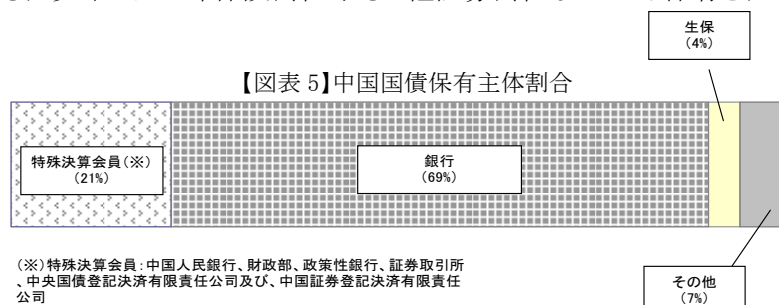 生保
(4%)
【図表 5】中国国債保有主体割合
特殊決算会員(※)
(21%)
銀行
(69%)
(※)特殊決算会員:中国人民銀行、財政部、政策性銀行、証券取引所
、中央国債登記決済有限責任公司及び、中国証券登記決済有限責任
公司
その他
(7%)